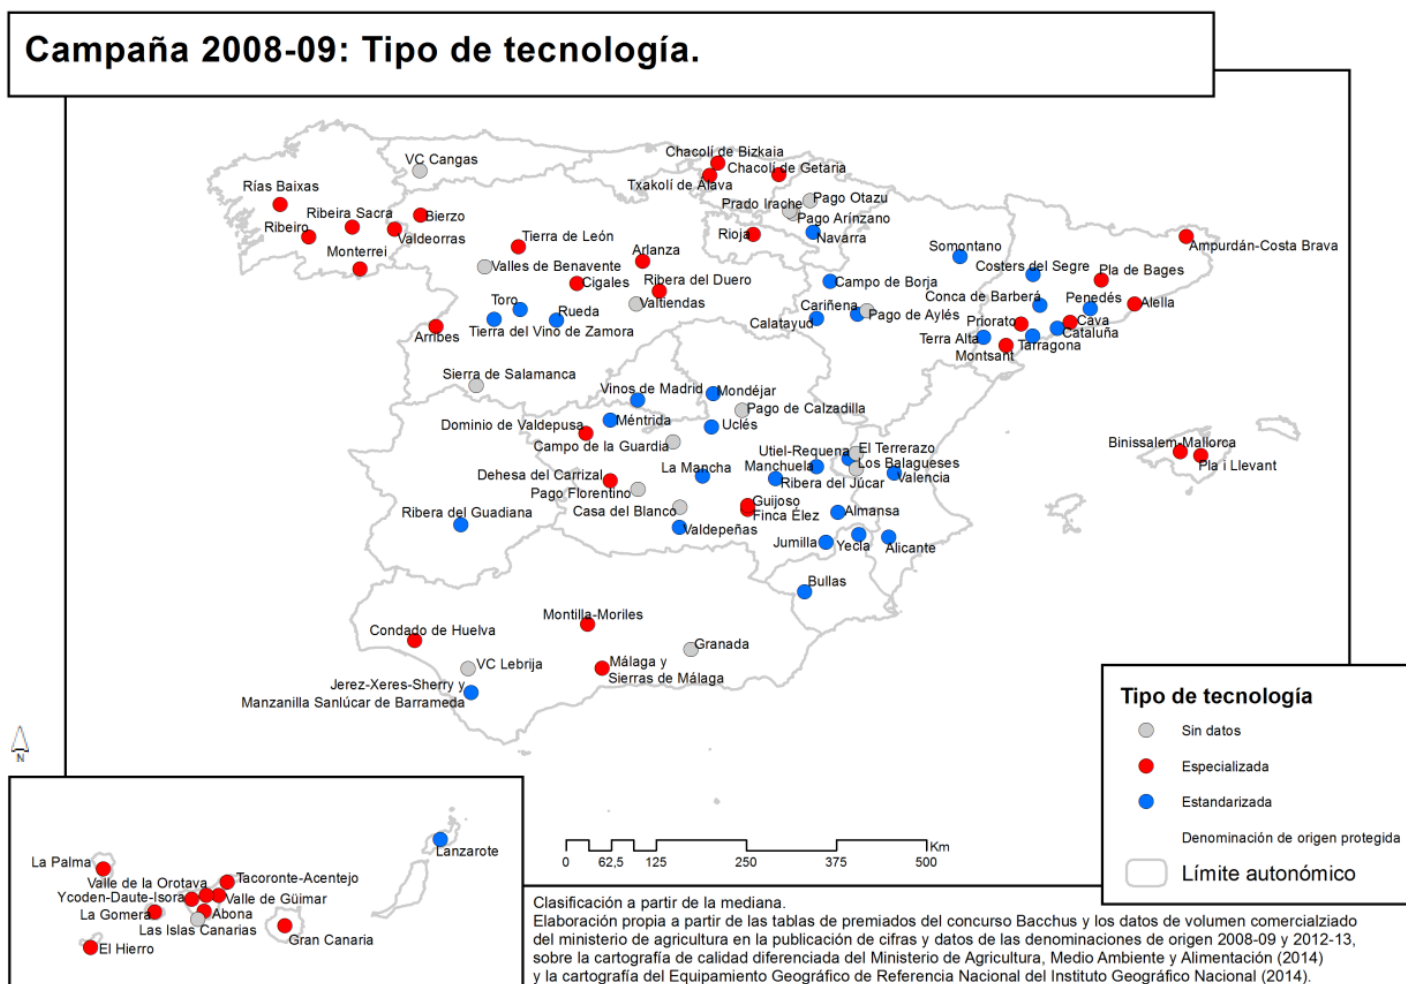 Campaña 2008-09: Tipo de tecnología.
VC Cangas
Chacolí de Bizkaia
Chacolí de Getaria
Txakolí de Álava
Pago Otazu
Prado Irache
Pago Arínzano
Navarra
Rioja
Rías Baixas
Ribeira Sacra
Ribeiro
Bierzo
Valdeorras
Monterrei
Tierra de León
Arlanza
Valles de Benavente
Cigales
Ribera del Duero
Valtiendas
Toro
Rueda
Tierra del Vino de Zamora
Arribes
Somontano
Costers del Segre
Ampurdán-Costa Brava
Pla de Bages
Campo de Borja
Conca de Barberá
Penedés
Alella
Cariñena
Pago de Aylés
Calatayud
Priorato
Cava
Cataluña
Terra Alta
Tarragona
Montsant
Sierra de Salamanca
Vinos de Madrid
Mondéjar
Pago de Calzadilla
Dominio de Valdepusa
Méntrida
Uclés
Campo de la Guardia
Utiel-Requena
El Terrerazo
Los Balagueses
Binissalem-Mallorca
Pla i Llevant
Dehesa del Carrizal
La Mancha
Manchuela
Ribera del Júcar
Valencia
Pago Florentino
Casa del Blanco
Guijoso
Finca Élez
Almansa
Ribera del Guadiana
Valdepeñas
Jumilla
Yecla
Alicante
Bullas
Montilla-Moriles
Condado de Huelva
Granada
VC Lebrija
Málaga y
Sierras de Málaga
Jerez-Xeres-Sherry y
Manzanilla Sanlúcar de Barrameda
N
Tipo de tecnología
Sin datos
Especializada
Estandarizada
Denominación de origen protegida
Límite autonómico
Km
0 62,5 125 250 375 500
Lanzarote
La Palma
Valle de la Orotava
Tacoronte-Acentejo
Ycoden-Daute-Isora
Valle de Güimar
La Gomera
Abona
Las Islas Canarias
Gran Canaria
El Hierro
Clasificación a partir de la mediana.
Elaboración propia a partir de las tablas de premiados del concurso Bacchus y los datos de volumen comercialziado
del ministerio de agricultura en la publicación de cifras y datos de las denominaciones de origen 2008-09 y 2012-13,
sobre la cartografía de calidad diferenciada del Ministerio de Agricultura, Medio Ambiente y Alimentación (2014)
y la cartografía del Equipamiento Geográfico de Referencia Nacional del Instituto Geográfico Nacional (2014).